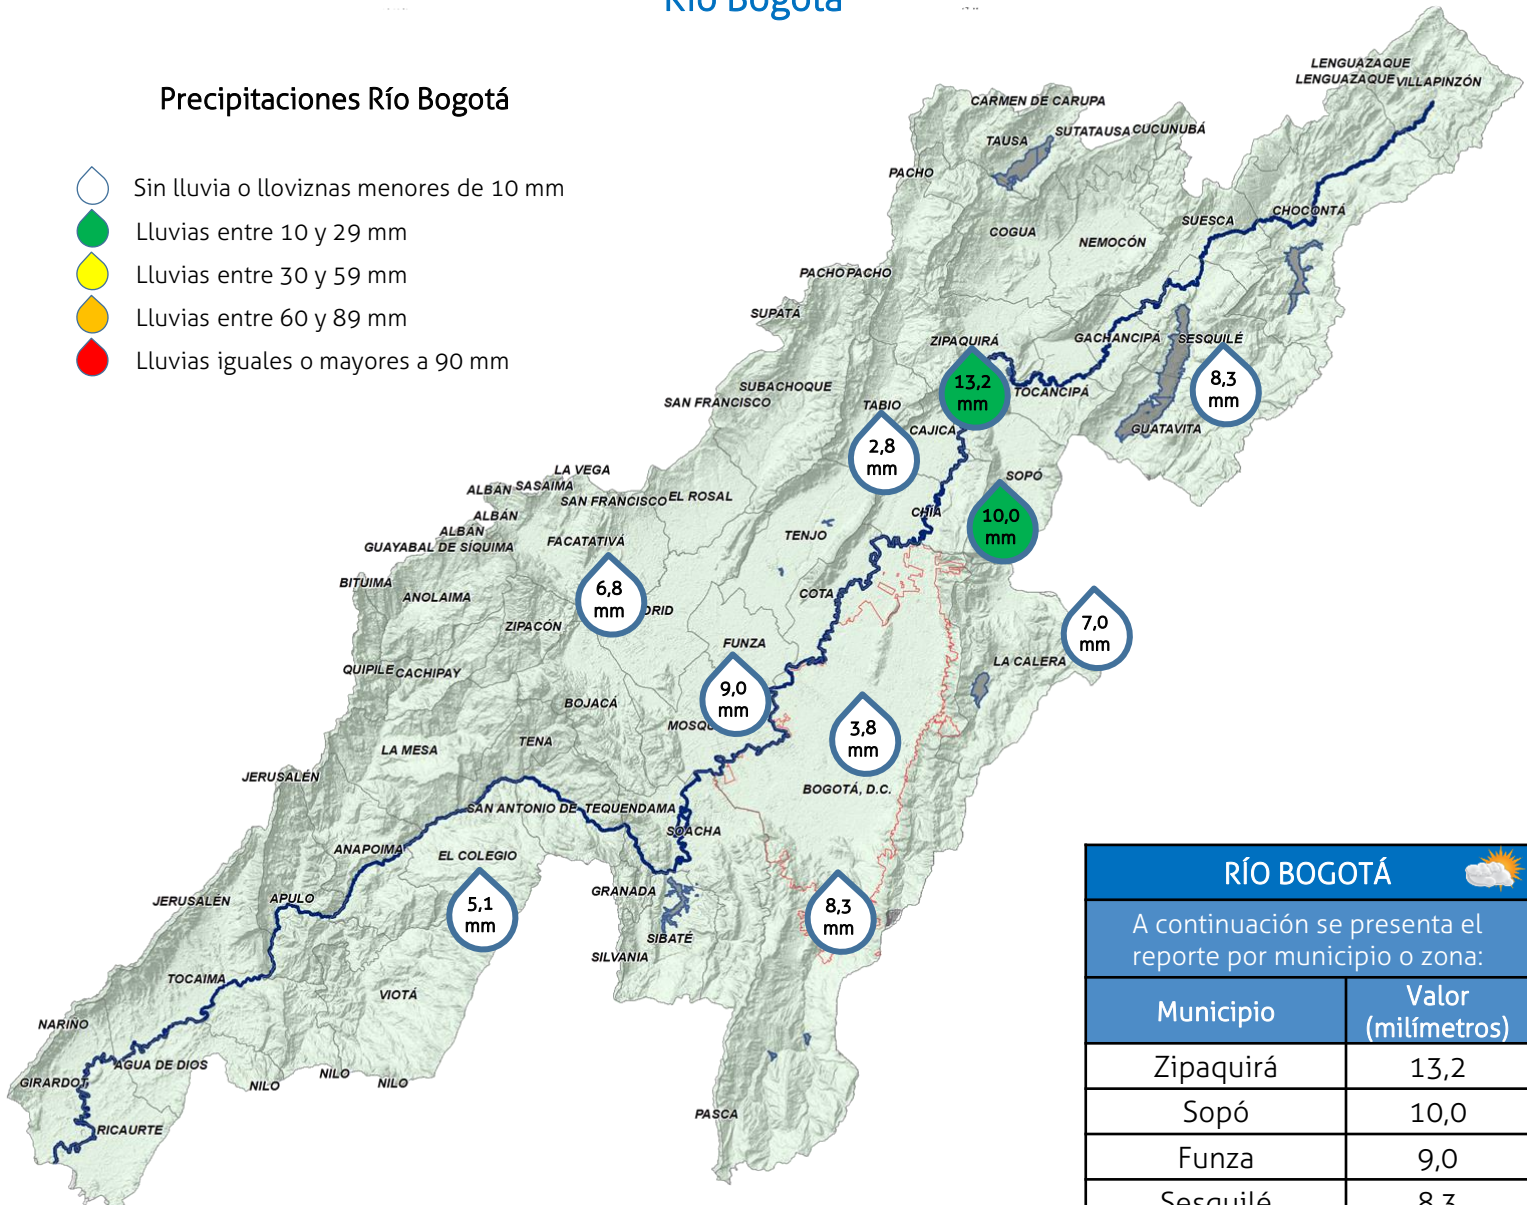 Río Bogotá
Precipitaciones Río Bogotá
Sin lluvia o lloviznas menores de 10 mm
Lluvias entre 10 y 29 mm
Lluvias entre 30 y 59 mm
Lluvias entre 60 y 89 mm
Lluvias iguales o mayores a 90 mm
LENGUAZAQUE
LENGUAZAQUE
VILLAPINZÓN
CARMEN DE CARUPA
TAUSA
SUTATAUSA
CUCUNUBÁ
PACHO
CHOCONTÁ
SUESCA
COGUA
NEMOCÓN
PACHO
PACHO
SUPATÁ
ZIPAQUIRÁ
GACHANCIPÁ
SESQUILÉ
13,2
mm
8,3
mm
SUBACHOQUE
SAN FRANCISCO
TABIO
TOCANCIPÁ
CAJICÁ
GUATAVITA
2,8
mm
LA VEGA
ALBÁN
SASAIMA
SAN FRANCISCO
EL ROSAL
SOPÓ
CHÍA
10,0
mm
ALBÁN
ALBÁN
GUAYABAL DE SÍQUIMA
FACATATIVÁ
TENJO
BITUIMA
ANOLAIMA
6,8
mm
DRID
COTA
ZIPACÓN
7,0
mm
FUNZA
LA CALERA
QUIPILE
CACHIPAY
9,0
mm
BOJACÁ
MOSQU
3,8
mm
LA MESA
TENA
JERUSALÉN
BOGOTÁ, D.C.
SAN ANTONIO DE TEQUENDAMA
SOACHA
ANAPOIMA
EL COLEGIO
GRANADA
JERUSALÉN
APULO
5,1
mm
8,3
mm
SIBATÉ
SILVANIA
TOCAIMA
VIOTÁ
NARIÑO
AGUA DE DIOS
GIRARDOT
NILO
NILO
NILO
RICAURTE
PASCA
RÍO BOGOTÁ
A continuación se presenta el
reporte por municipio o zona:
Municipio
Valor
(milímetros)
Zipaquirá 13,2
Sopó 10,0
Funza 9,0
Sesquilé 8,3